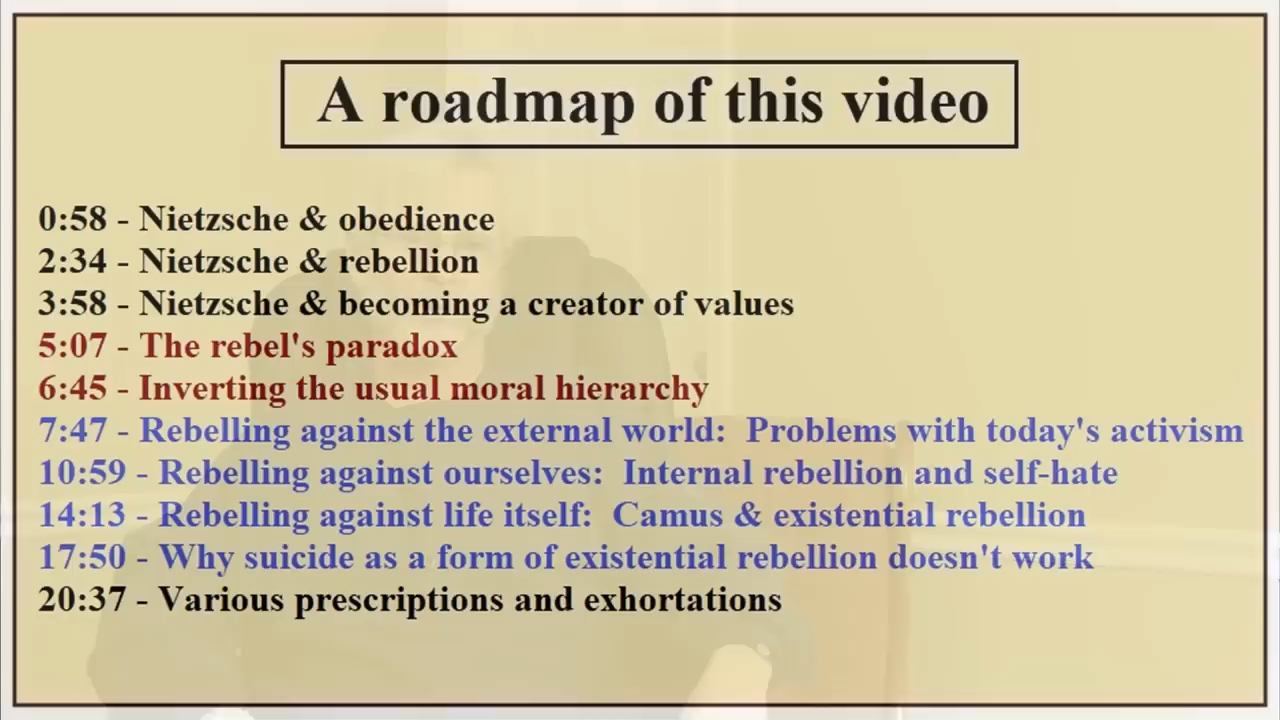 A roadmap of this video
0:58 - Nietzsche & obedience
2:34 - Nietzsche & rebellion
3:58 - Nietzsche & becoming a creator of values
5:07 - The rebel's paradox
6:45 - Inverting the usual moral hierarchy
7:47 - Rebelling against the external world:  Problems with today's activism
10:59 - Rebelling against ourselves:  Internal rebellion and self-hate
14:13 - Rebelling against life itself:  Camus & existential rebellion
17:50 - Why suicide as a form of existential rebellion doesn't work
20:37 - Various prescriptions and exhortations